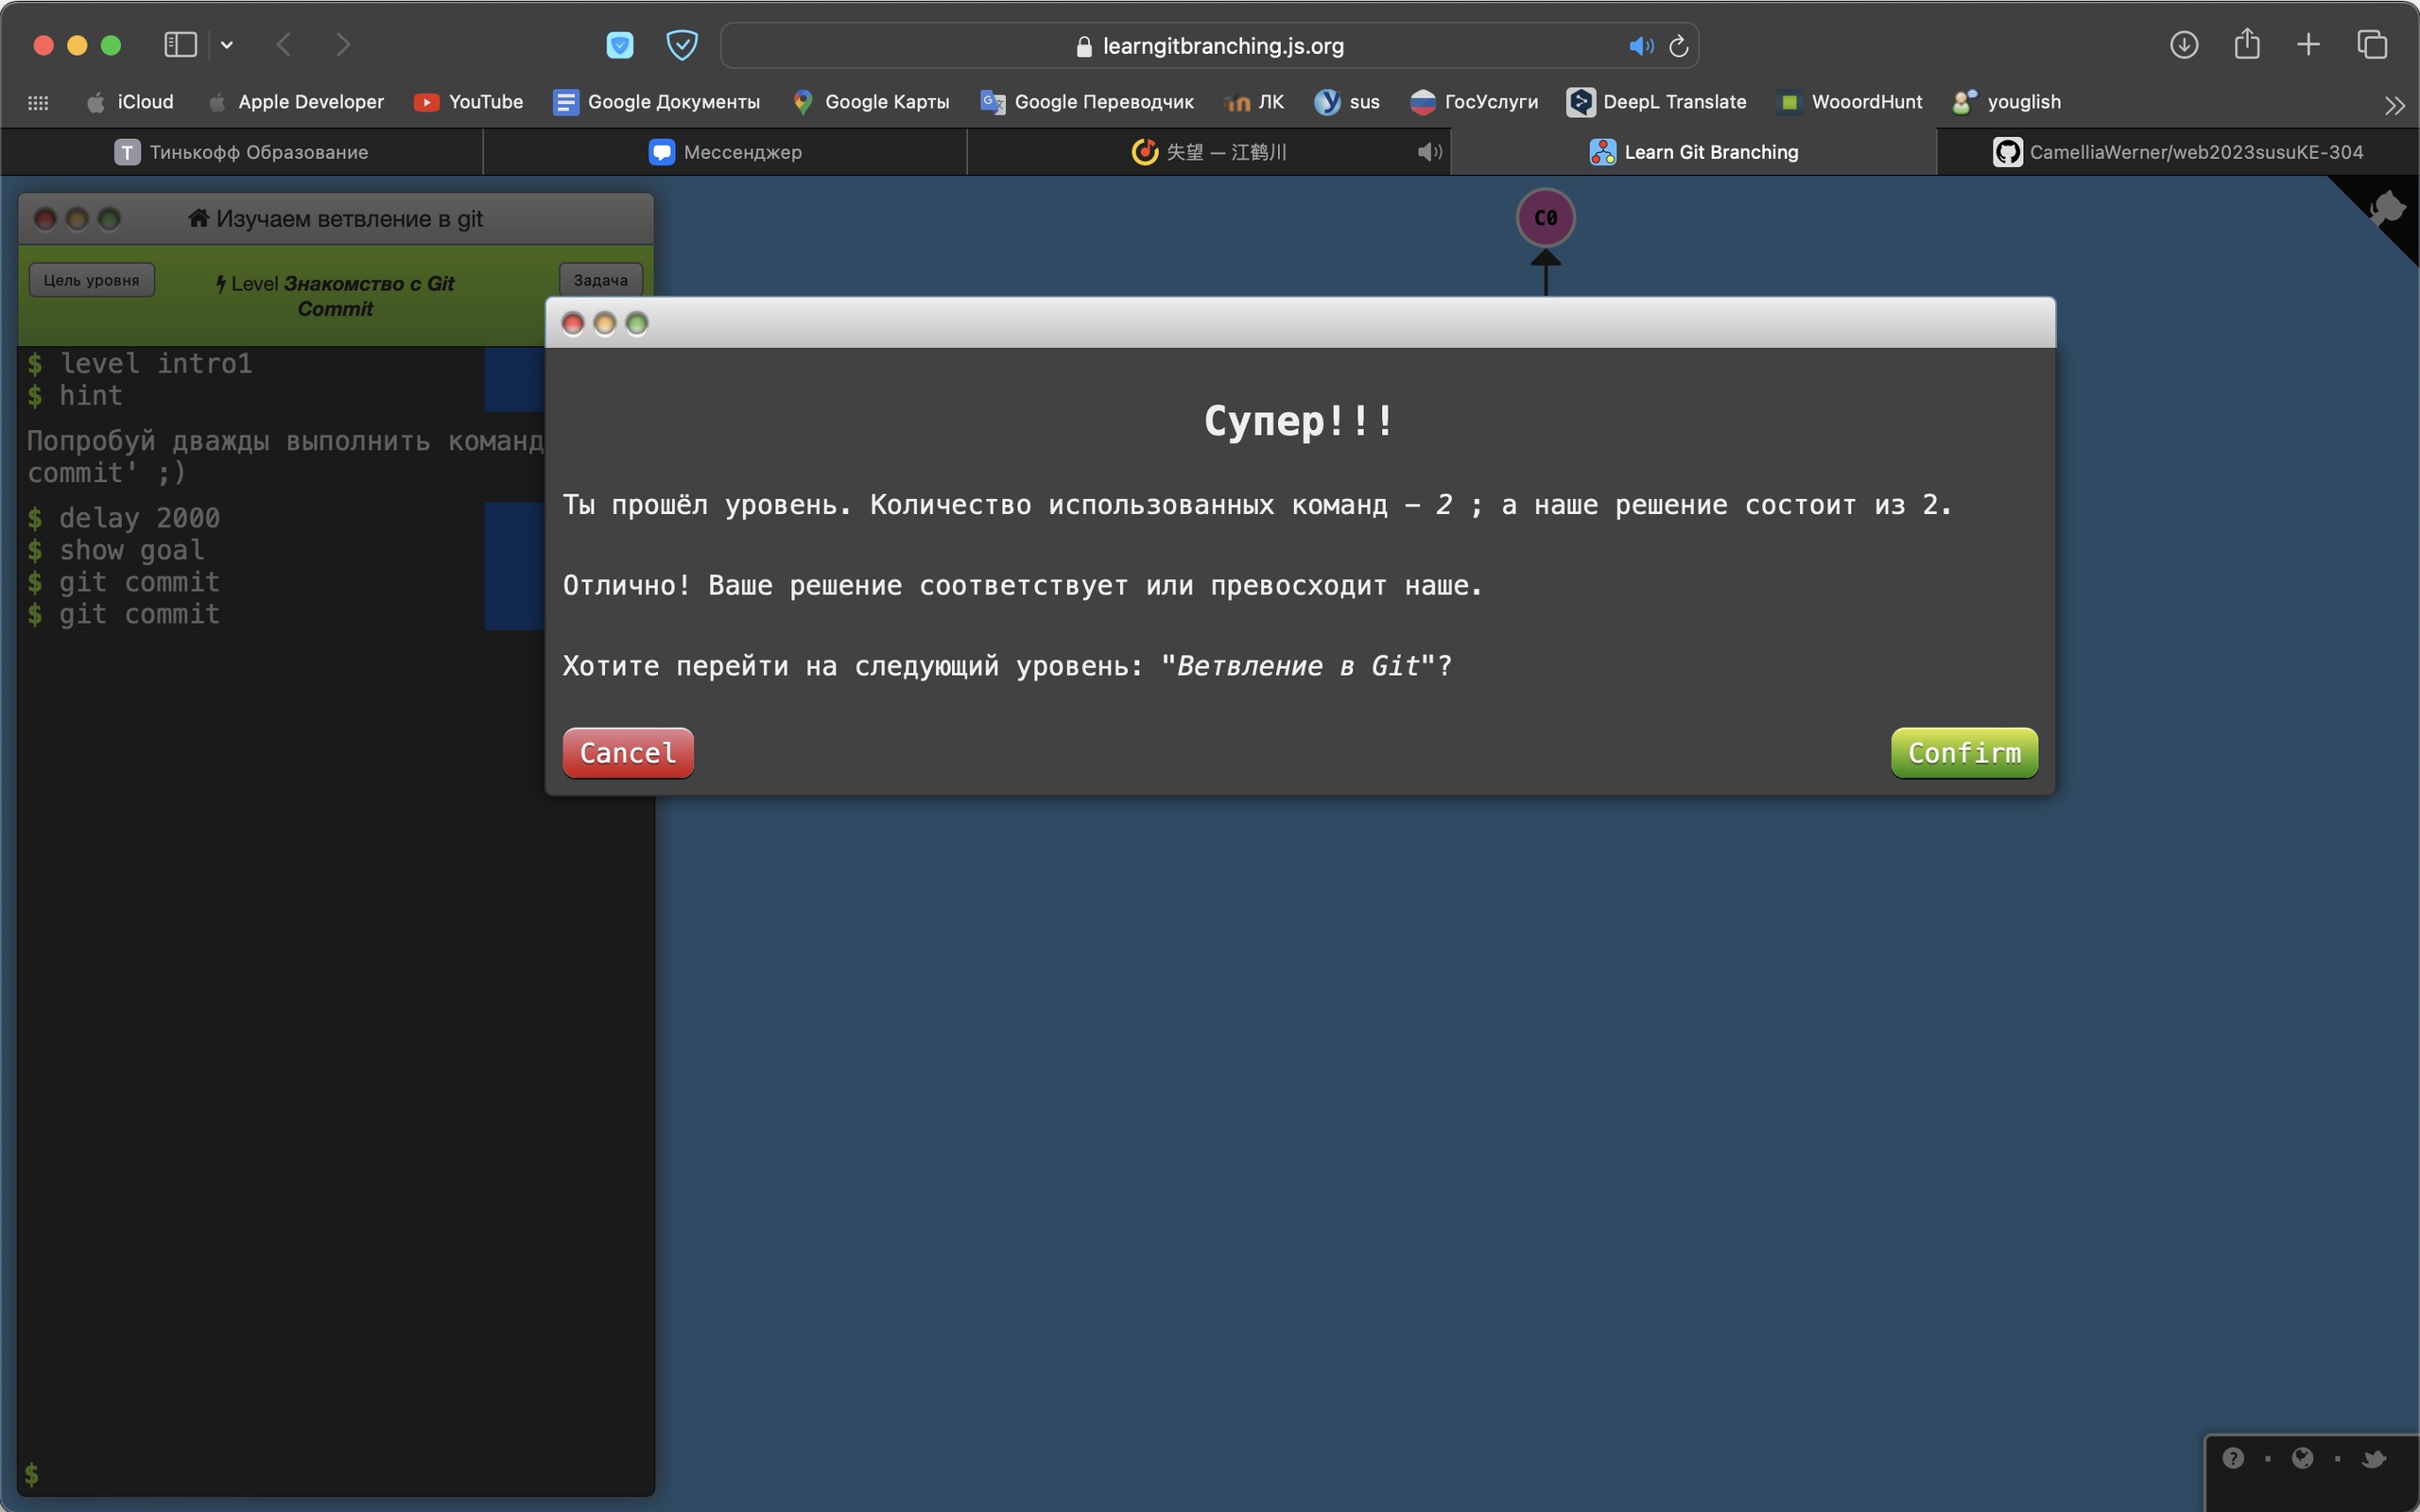 learngitbranching.js.org
iCloud Apple Developer YouTube Google Документы Google Карты Google Переводчик ЛК sus ГосУслуги DeepL Translate WooordHunt youglish
Тинькофф Образование Мессенджер 失望 — 江鹤川 Learn Git Branching CamelliaWerner/web2023susuKE-304
Изучаем ветвление в git
C0
Цель уровня Level Знакомство с Git Задача
Commit
$ level intro1
$ hint
Попробуй дважды выполнить команд
commit' ;)
$ delay 2000
$ show goal
$ git commit
$ git commit
$
Супер!!!
Ты прошёл уровень. Количество использованных команд – 2 ; а наше решение состоит из 2.
Отлично! Ваше решение соответствует или превосходит наше.
Хотите перейти на следующий уровень: "Ветвление в Git"?
Cancel Confirm